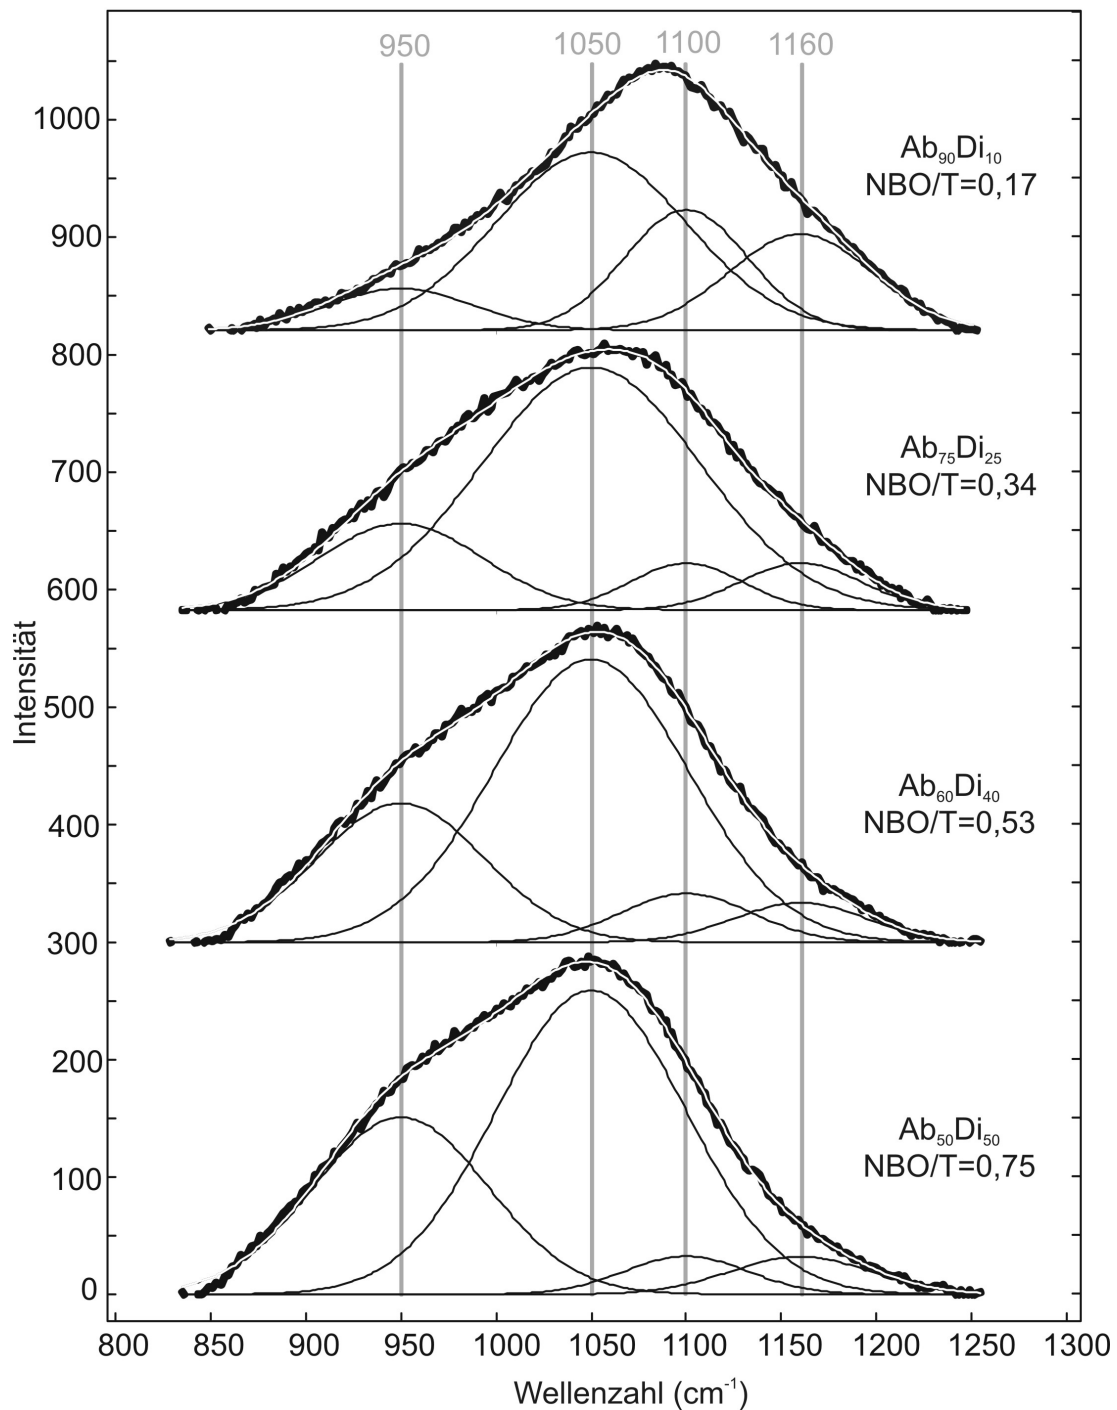 950 1050 1100 1160
1000
Ab₉₀Di₁₀
NBO/T=0,17
900
800
Ab₇₅Di₂₅
NBO/T=0,34
700
600
Intensität
500
Ab₆₀Di₄₀
NBO/T=0,53
400
300
200
Ab₅₀Di₅₀
NBO/T=0,75
100
0
800 850 900 950 1000 1050 1100 1150 1200 1250 1300
Wellenzahl (cm⁻¹)